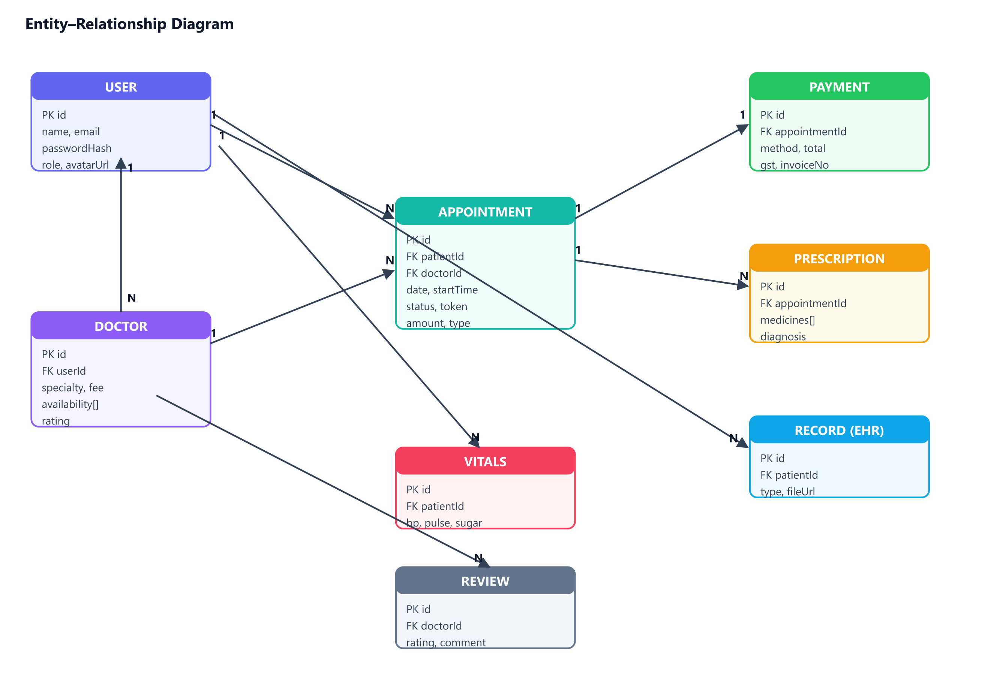 Entity–Relationship Diagram
USER
PK id
name, email
passwordHash
role, avatarUrl
1
1
1
N
DOCTOR
PK id
FK userId
specialty, fee
availability[]
rating
1
N
N
APPOINTMENT
PK id
FK patientId
FK doctorId
date, startTime
status, token
amount, type
1
1
N
VITALS
PK id
FK patientId
bp, pulse, sugar
N
REVIEW
PK id
FK doctorId
rating, comment
1
PAYMENT
PK id
FK appointmentId
method, total
gst, invoiceNo
N
PRESCRIPTION
PK id
FK appointmentId
medicines[]
diagnosis
N
RECORD (EHR)
PK id
FK patientId
type, fileUrl